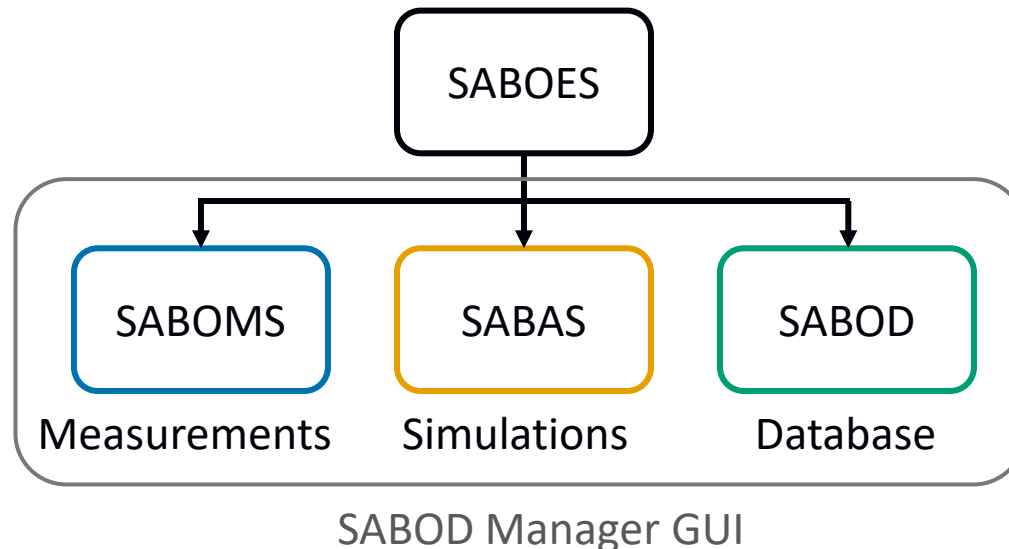 SABOES
SABOMS SABAS SABOD
Measurements Simulations Database
SABOD Manager GUI